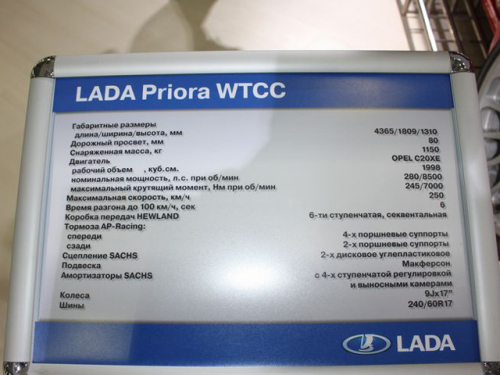 LADA Priora WTCC
Габаритные размеры
длина/ширина/высота, мм 4365/1809/1310
Дорожный просвет, мм 80
Снаряженная масса, кг 1150
Двигатель OPEL C20XE
рабочий объем , куб.см. 1998
номинальная мощность, л.с. при об/мин 280/8500
максимальный крутящий момент, Нм при об/мин 245/7000
Максимальная скорость, км/ч 250
Время разгона до 100 км/ч, сек 6
Коробка передач HEWLAND 6-ти ступенчатая, секвентальная
Тормоза AP-Racing:
спереди 4-х поршневые суппорты
сзади 2-х поршневые суппорты
Сцепление SACHS 2-х дисковое углепластиковое
Подвеска Макферсон
Амортизаторы SACHS с 4-х ступенчатой регулировкой
и выносными камерами
Колеса 9Jx17"
Шины 240/60R17
LADA